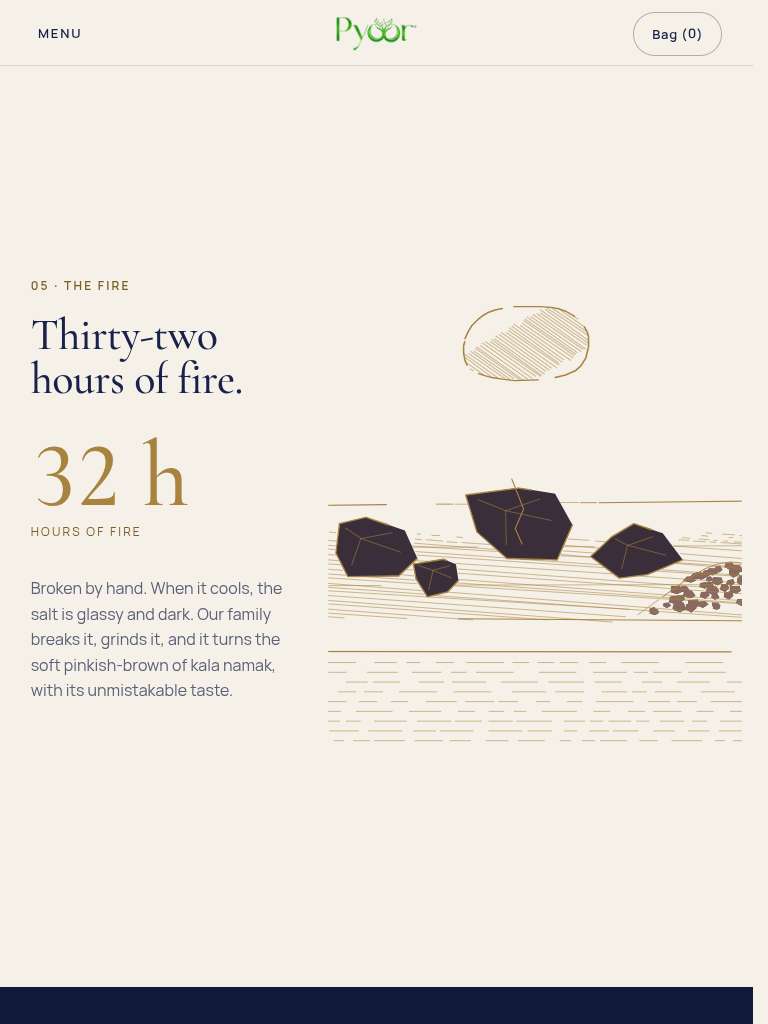 MENU
Pyoor
Bag (0)
05 · THE FIRE
Thirty-two
hours of fire.
32 h
HOURS OF FIRE
Broken by hand. When it cools, the
salt is glassy and dark. Our family
breaks it, grinds it, and it turns the
soft pinkish-brown of kala namak,
with its unmistakable taste.